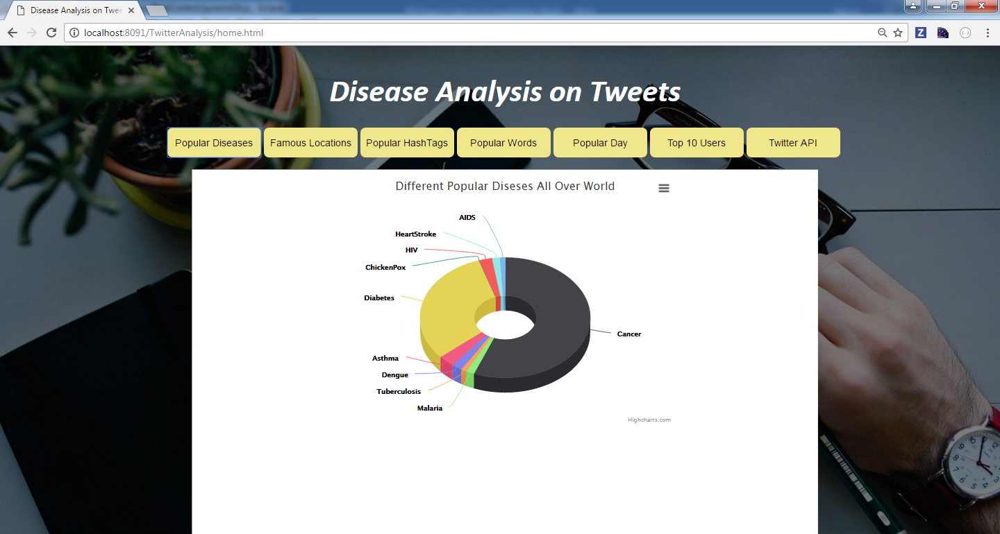 Disease Analysis on Twee
localhost:8091/TwitterAnalysis/home.html
Disease Analysis on Tweets
Popular Diseases Famous Locations Popular HashTags Popular Words Popular Day Top 10 Users Twitter API
Different Popular Diseses All Over World
AIDS
HeartStroke
HIV
ChickenPox
Diabetes
Cancer
Asthma
Dengue
Tuberculosis
Malaria
Highcharts.com